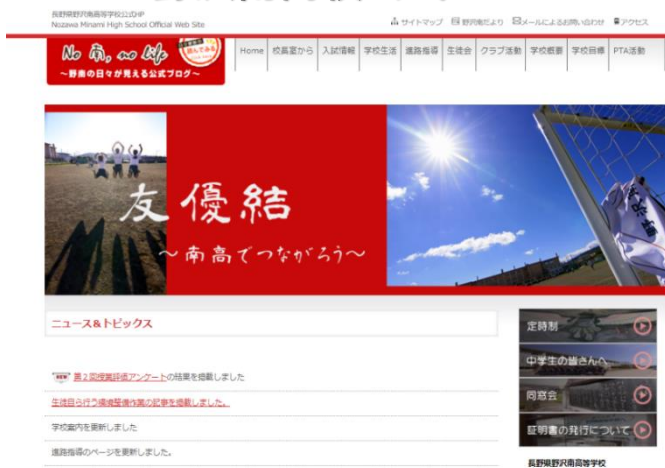 長野県野沢南高等学校公式HP
Nozawa Minami High School Official Web Site
サイトマップ 野沢南だより メールによるお問い合わせ アクセス
No 南, no Life
〜野南の日々が見える公式ブログ〜
読んでみる
Home 校長室から 入試情報 学校生活 進路指導 生徒会 クラブ活動 学校概要 学校目標 PTA活動
友優結
〜南高でつながろう〜
ニュース&トピックス
NEW 第2回授業評価アンケートの結果を掲載しました
生徒自ら行う環境整備作業の記事を掲載しました。
学校案内を更新しました
進路指導のページを更新しました。
定時制
中学生の皆さんへ
同窓会
証明書の発行について
長野県野沢南高等学校